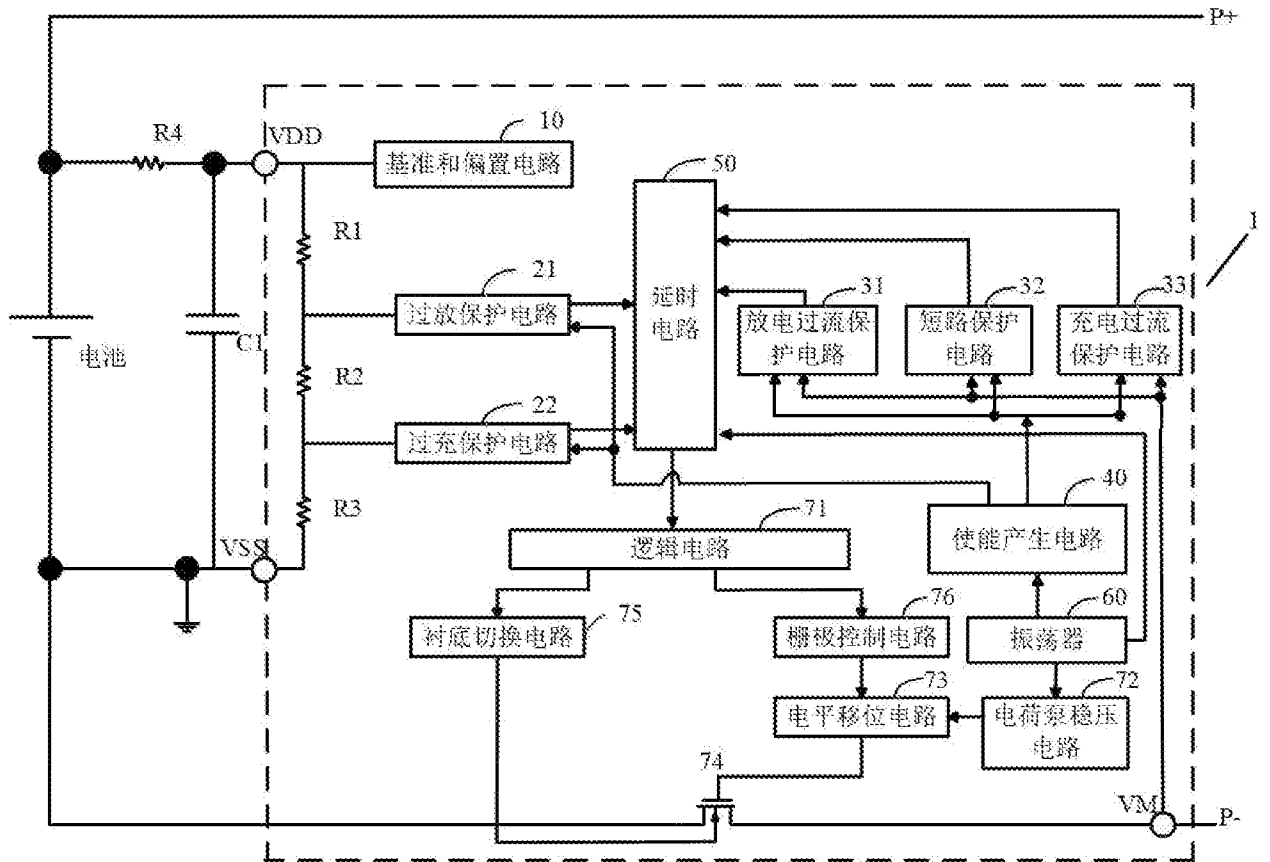 P+
R4
VDD
10
基准和偏置电路
50
1
R1
21
过放保护电路
延时
电路
31
放电过流保
护电路
32
短路保护
电路
33
充电过流
保护电路
电池
C1
R2
22
过充保护电路
R3
40
使能产生电路
VSS
71
逻辑电路
75
衬底切换电路
76
栅极控制电路
60
振荡器
73
电平移位电路
72
电荷泵稳压
电路
74
VM
P-